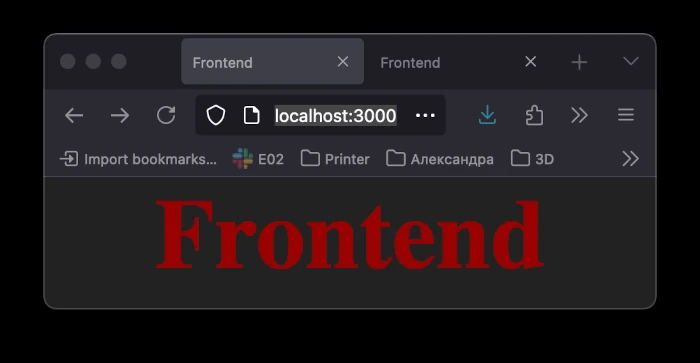 Frontend Frontend
localhost:3000
Import bookmarks... E02 Printer Александра 3D
Frontend